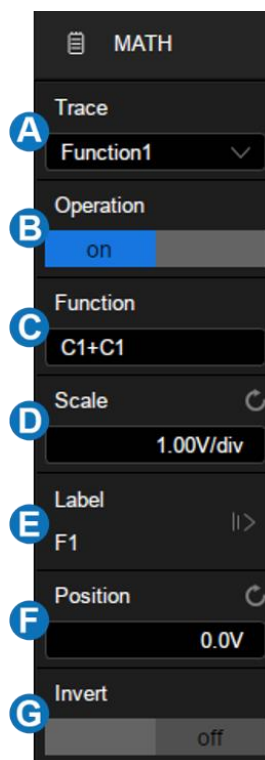 MATH
Trace
A
Function1
Operation
B
on
Function
C
C1+C1
Scale
D
1.00V/div
Label
E
F1
Position
F
0.0V
Invert
G
off